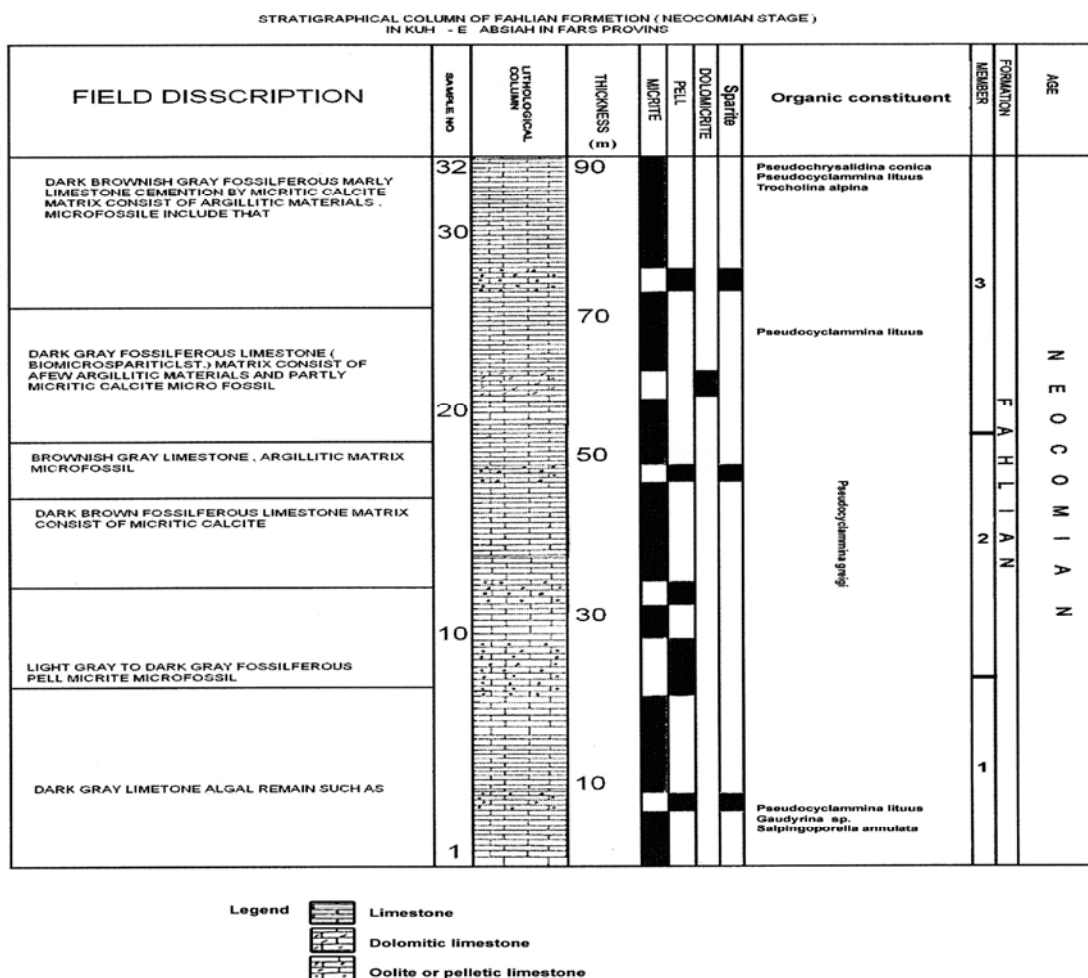 STRATIGRAPHICAL COLUMN OF FAHLIAN FORMETION ( NEOCOMIAN STAGE )
IN KUH - E ABSIAH IN FARS PROVINS
FIELD DISSCRIPTION
SAMPLE NO
LITHOLOGICAL
COLUMN
THICKNESS
(m)
MICRITE
PELL
DOLOMICRITE
Sparite
Organic constituent
MEMBER
FORMATION
AGE
DARK BROWNISH GRAY FOSSILFEROUS MARLY
LIMESTONE CEMENTION BY MICRITIC CALCITE
MATRIX CONSIST OF ARGILLITIC MATERIALS .
MICROFOSSILE INCLUDE THAT
DARK GRAY FOSSILFEROUS LIMESTONE (
BIOMICROSPARITICLST.) MATRIX CONSIST OF
AFEW ARGILLITIC MATERIALS AND PARTLY
MICRITIC CALCITE MICRO FOSSIL
BROWNISH GRAY LIMESTONE , ARGILLITIC MATRIX
MICROFOSSIL
DARK BROWN FOSSILFEROUS LIMESTONE MATRIX
CONSIST OF MICRITIC CALCITE
LIGHT GRAY TO DARK GRAY FOSSILFEROUS
PELL MICRITE MICROFOSSIL
DARK GRAY LIMETONE ALGAL REMAIN SUCH AS
32
30
20
10
1
90
70
50
30
10
Pseudochrysalidina conica
Pseudocyclammina lituus
Trocholina alpina
Pseudocyclammina lituus
Pseudocyclammina greigi
Pseudocyclammina lituus
Gaudyrina sp.
Salpingoporella annulata
3
2
1
FAHLIAN
NEOCOMIAN
Legend
Limestone
Dolomitic limestone
Oolite or pelletic limestone